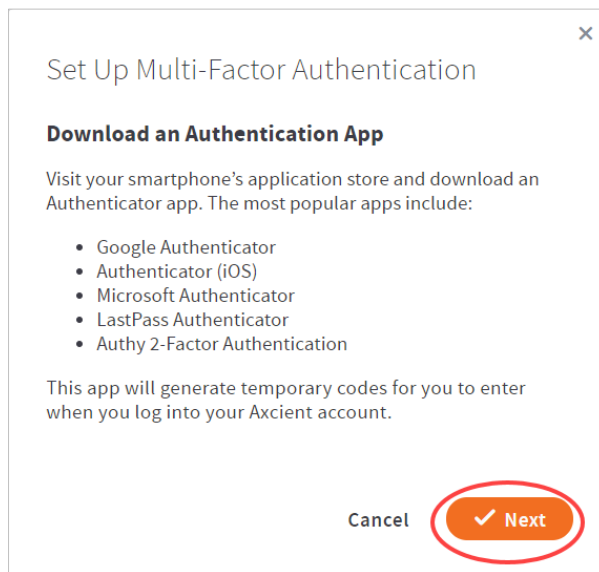 Set Up Multi-Factor Authentication
Download an Authentication App
Visit your smartphone's application store and download an
Authenticator app. The most popular apps include:
• Google Authenticator
• Authenticator (iOS)
• Microsoft Authenticator
• LastPass Authenticator
• Authy 2-Factor Authentication
This app will generate temporary codes for you to enter
when you log into your Axcient account.
Cancel
Next